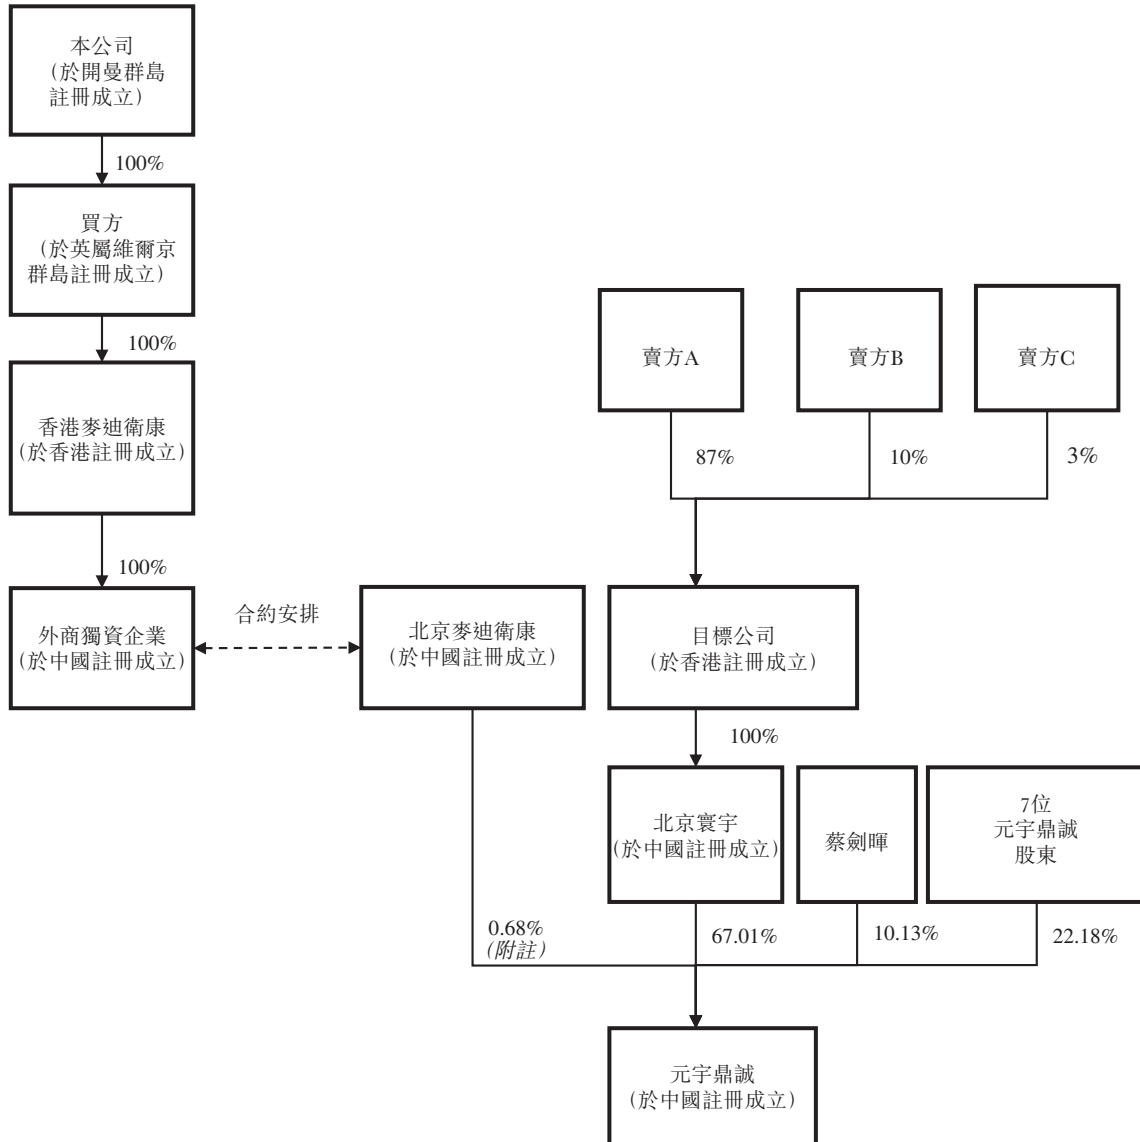 本公司
(於開曼群島
註冊成立)
100%
買方
(於英屬維爾京
群島註冊成立)
100%
香港麥迪衛康
(於香港註冊成立)
100%
外商獨資企業
(於中國註冊成立)
合約安排
北京麥迪衛康
(於中國註冊成立)
賣方A
賣方B
賣方C
87%
10%
3%
目標公司
(於香港註冊成立)
100%
北京寰宇
(於中國註冊成立)
蔡劍暉
7位
元宇鼎誠
股東
0.68%
(附註)
67.01%
10.13%
22.18%
元宇鼎誠
(於中國註冊成立)